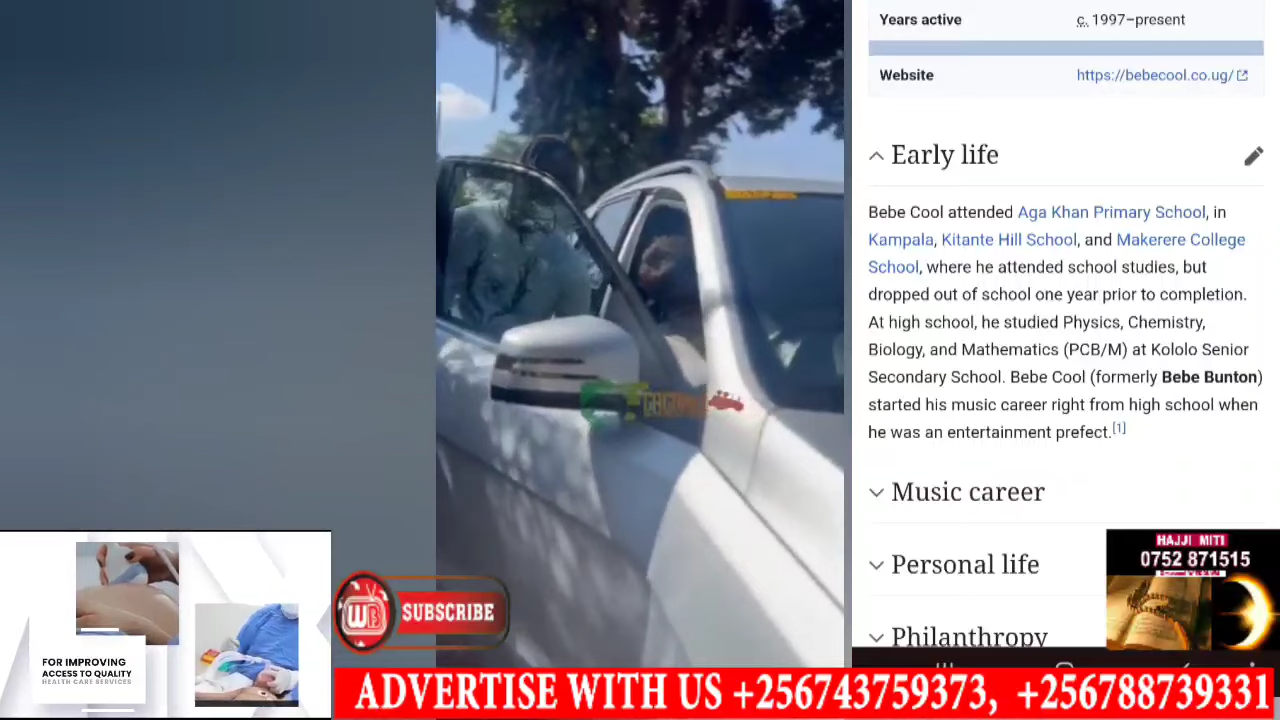 Years active c. 1997–present
Website https://bebecool.co.ug/
Early life
Bebe Cool attended Aga Khan Primary School, in
Kampala, Kitante Hill School, and Makerere College
School, where he attended school studies, but
dropped out of school one year prior to completion.
At high school, he studied Physics, Chemistry,
Biology, and Mathematics (PCB/M) at Kololo Senior
Secondary School. Bebe Cool (formerly Bebe Bunton)
started his music career right from high school when
he was an entertainment prefect.[1]
Music career
Personal life
Philanthropy
HAJJI MITI
0752 871515
FOR IMPROVING
ACCESS TO QUALITY
HEALTH CARE SERVICES
SUBSCRIBE
ADVERTISE WITH US +256743759373, +256788739331